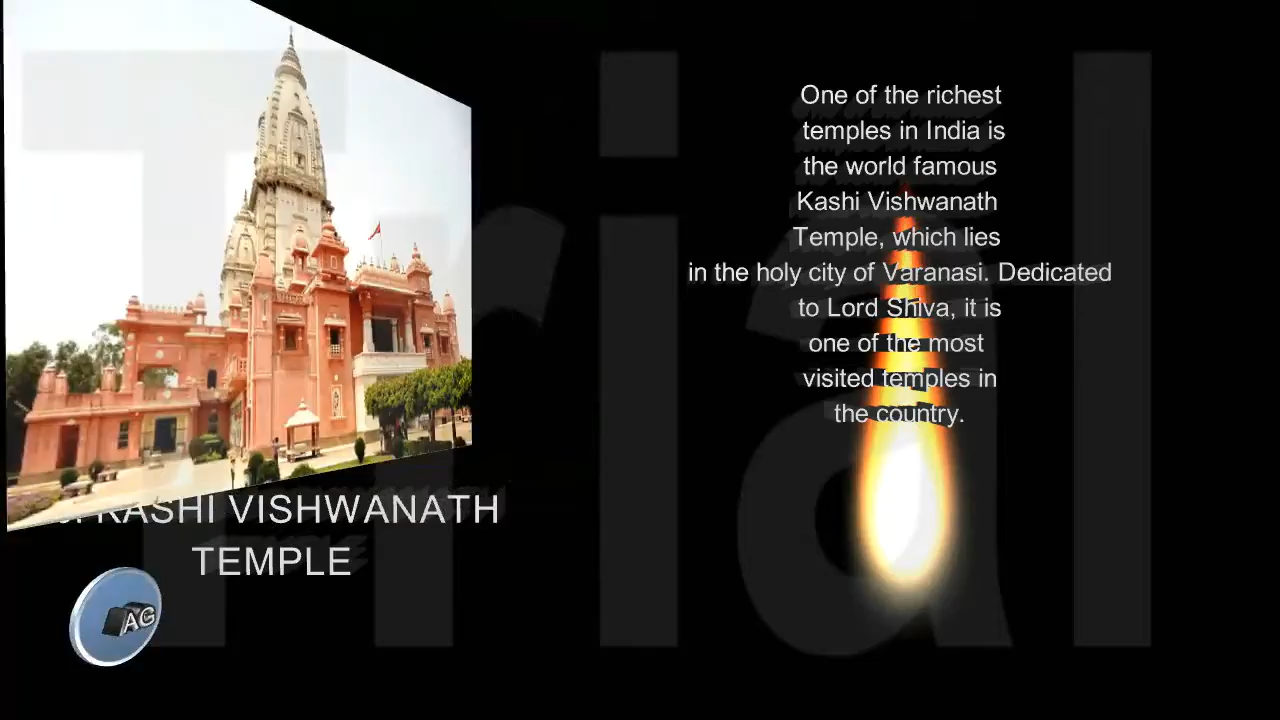 One of the richest
temples in India is
the world famous
Kashi Vishwanath
Temple, which lies
in the holy city of Varanasi. Dedicated
to Lord Shiva, it is
one of the most
visited temples in
the country.
KASHI VISHWANATH
TEMPLE
AG
Trial